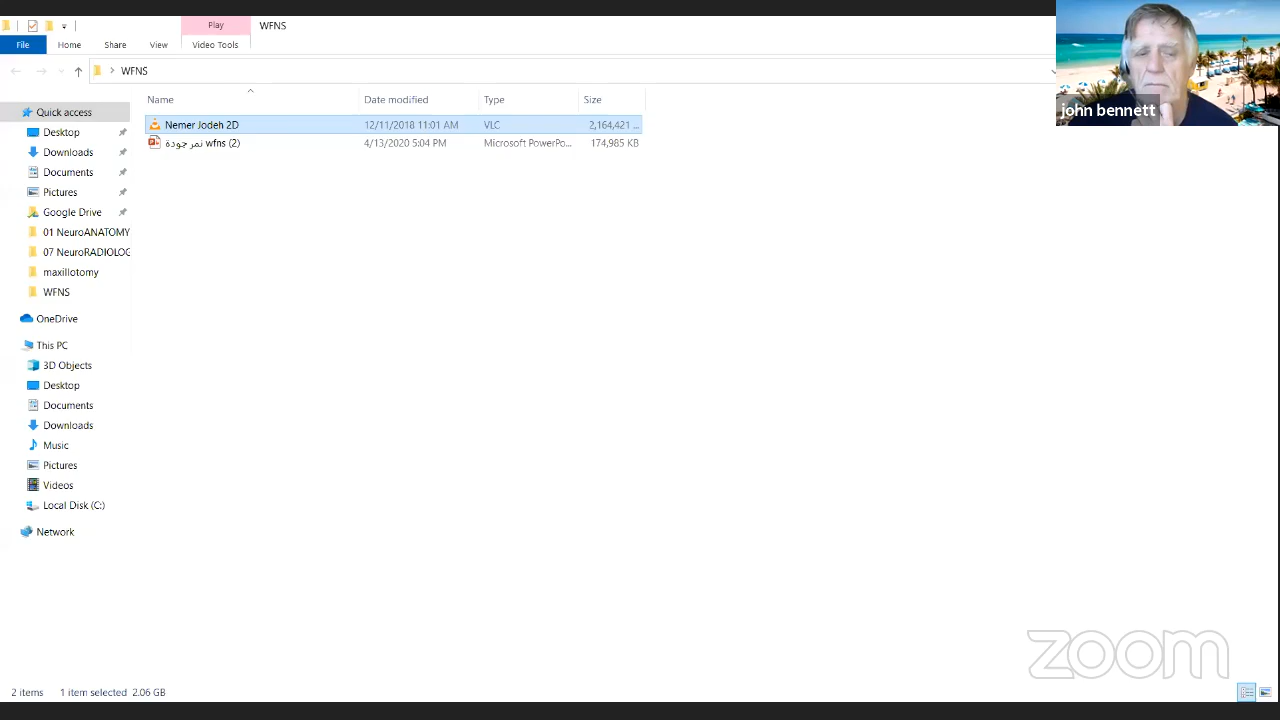 Play
WFNS
File
Home
Share
View
Video Tools
WFNS
Name
Date modified
Type
Size
Nemer Jodeh 2D
12/11/2018 11:01 AM
VLC
2,164,421 ...
نمر جودة wfns (2)
4/13/2020 5:04 PM
Microsoft PowerPo...
174,985 KB
Quick access
Desktop
Downloads
Documents
Pictures
Google Drive
01 NeuroANATOMY
07 NeuroRADIOLOG
maxillotomy
WFNS
OneDrive
This PC
3D Objects
Desktop
Documents
Downloads
Music
Pictures
Videos
Local Disk (C:)
Network
2 items
1 item selected 2.06 GB
john bennett
zoom